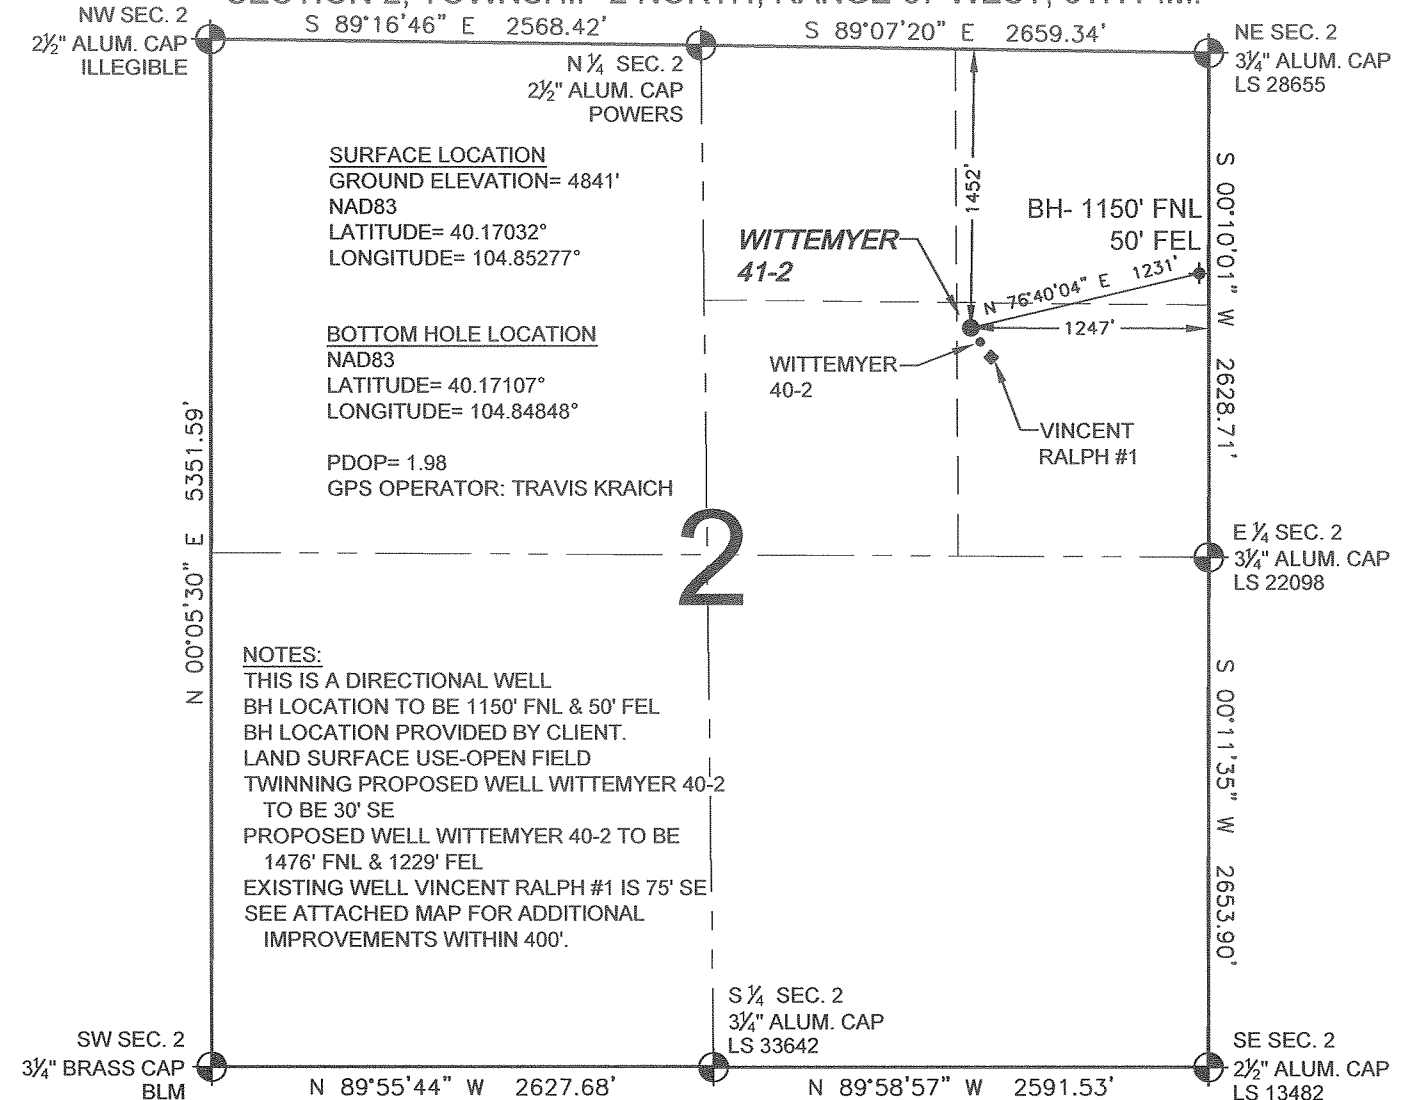 NW SEC. 2
2½" ALUM. CAP
ILLEGIBLE
S 89°16'46" E 2568.42'
N ¼ SEC. 2
2½" ALUM. CAP
POWERS
S 89°07'20" E 2659.34'
NE SEC. 2
3¼" ALUM. CAP
LS 28655
SURFACE LOCATION
GROUND ELEVATION= 4841'
NAD83
LATITUDE= 40.17032°
LONGITUDE= 104.85277°
BOTTOM HOLE LOCATION
NAD83
LATITUDE= 40.17107°
LONGITUDE= 104.84848°
PDOP= 1.98
GPS OPERATOR: TRAVIS KRAICH
1452'
BH- 1150' FNL
50' FEL
WITTEMYER
41-2
N 76°40'04" E 1231'
1247'
WITTEMYER
40-2
VINCENT
RALPH #1
S 00°10'01" W 2628.71'
N 00°05'30" E 5351.59'
2
E ¼ SEC. 2
3¼" ALUM. CAP
LS 22098
NOTES:
THIS IS A DIRECTIONAL WELL
BH LOCATION TO BE 1150' FNL & 50' FEL
BH LOCATION PROVIDED BY CLIENT.
LAND SURFACE USE-OPEN FIELD
TWINNING PROPOSED WELL WITTEMYER 40-2
TO BE 30' SE
PROPOSED WELL WITTEMYER 40-2 TO BE
1476' FNL & 1229' FEL
EXISTING WELL VINCENT RALPH #1 IS 75' SE
SEE ATTACHED MAP FOR ADDITIONAL
IMPROVEMENTS WITHIN 400'.
S 00°11'35" W 2653.90'
SW SEC. 2
3¼" BRASS CAP
BLM
N 89°55'44" W 2627.68'
S ¼ SEC. 2
3¼" ALUM. CAP
LS 33642
N 89°58'57" W 2591.53'
SE SEC. 2
2½" ALUM. CAP
LS 13482